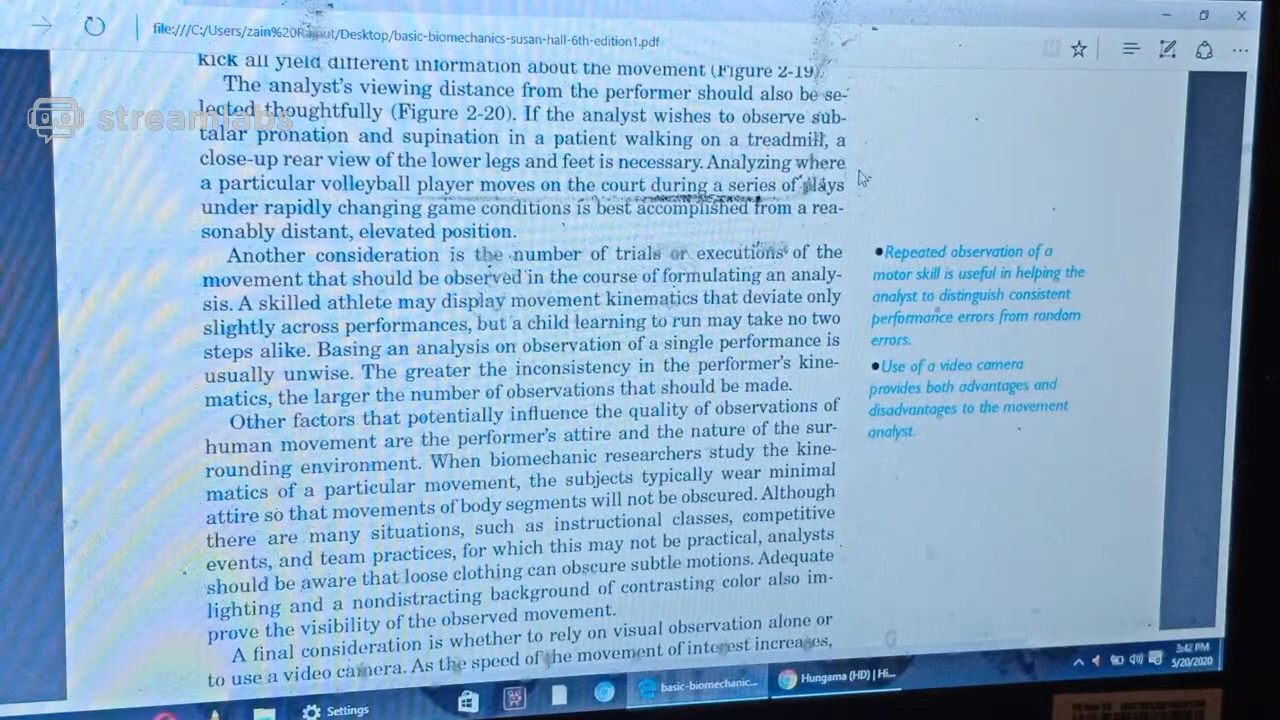 file:///C:/Users/zain%20Rajput/Desktop/basic-biomechanics-susan-hall-6th-edition1.pdf
kick all yield different information about the movement (Figure 2-19).
The analyst's viewing distance from the performer should also be se-
lected thoughtfully (Figure 2-20). If the analyst wishes to observe sub-
talar pronation and supination in a patient walking on a treadmill, a
close-up rear view of the lower legs and feet is necessary. Analyzing where
a particular volleyball player moves on the court during a series of plays
under rapidly changing game conditions is best accomplished from a rea-
sonably distant, elevated position.
Another consideration is the number of trials or executions of the
movement that should be observed in the course of formulating an analy-
sis. A skilled athlete may display movement kinematics that deviate only
slightly across performances, but a child learning to run may take no two
steps alike. Basing an analysis on observation of a single performance is
usually unwise. The greater the inconsistency in the performer's kine-
matics, the larger the number of observations that should be made.
Other factors that potentially influence the quality of observations of
human movement are the performer's attire and the nature of the sur-
rounding environment. When biomechanic researchers study the kine-
matics of a particular movement, the subjects typically wear minimal
attire so that movements of body segments will not be obscured. Although
there are many situations, such as instructional classes, competitive
events, and team practices, for which this may not be practical, analysts
should be aware that loose clothing can obscure subtle motions. Adequate
lighting and a nondistracting background of contrasting color also im-
prove the visibility of the observed movement.
A final consideration is whether to rely on visual observation alone or
to use a video camera. As the speed of the movement of interest increases,
•Repeated observation of a
motor skill is useful in helping the
analyst to distinguish consistent
performance errors from random
errors.
•Use of a video camera
provides both advantages and
disadvantages to the movement
analyst.
streamlabs
Settings
basic-biomechanic...
Hungama (HD) | Hi...
3:42 PM
5/20/2020